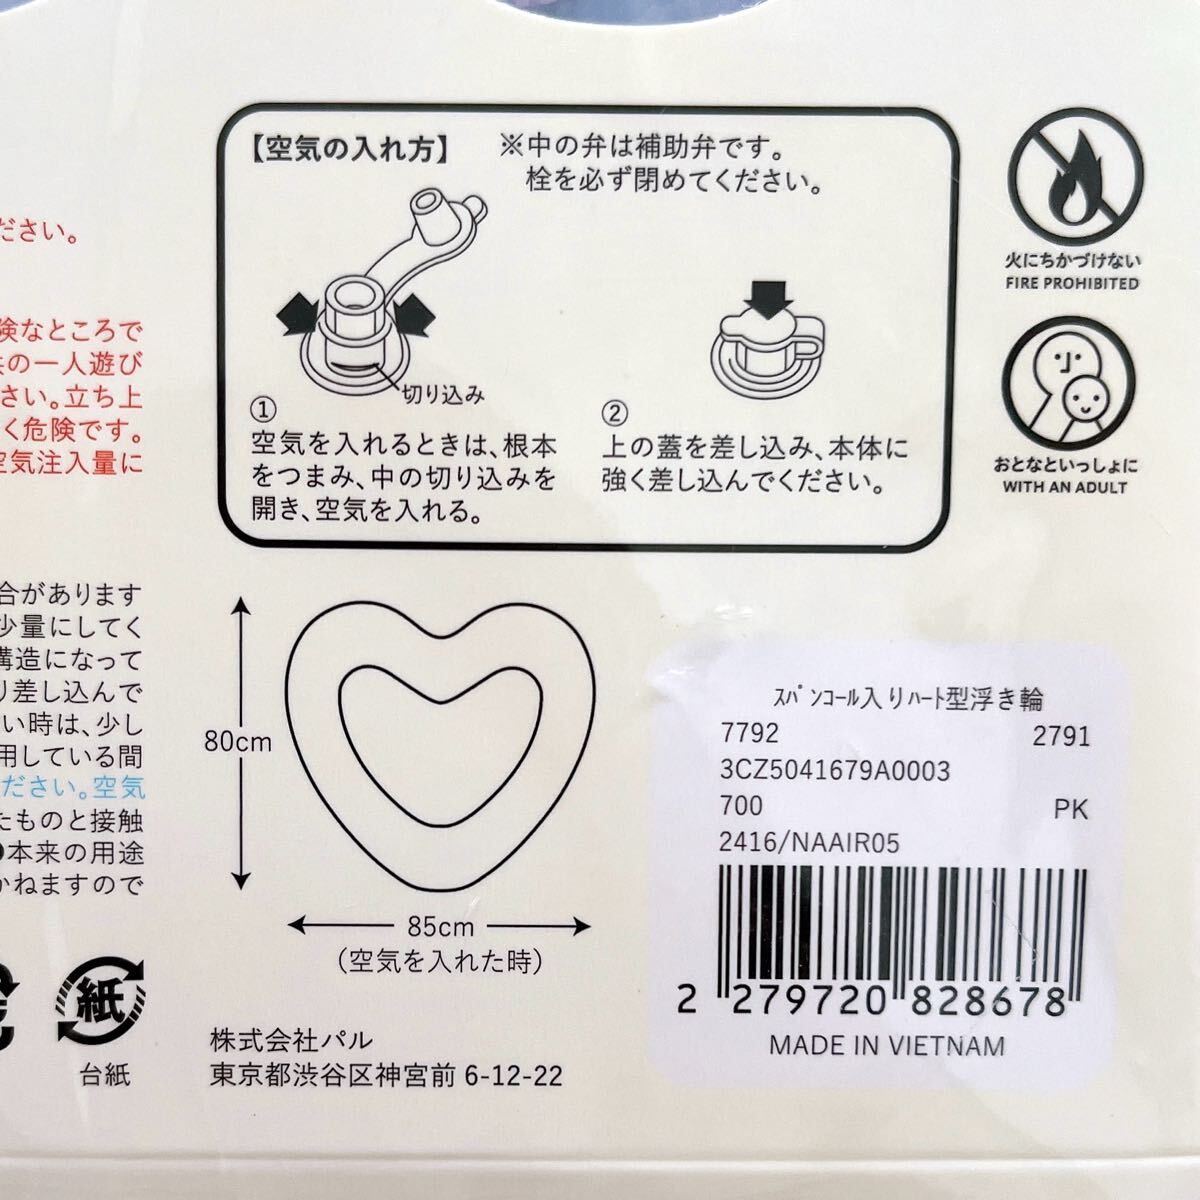 ださい。
険なところで
の一人遊び
さい。立ち上
く危険です。
空気注入量に
【空気の入れ方】
※中の弁は補助弁です。
栓を必ず閉めてください。
切り込み
①
空気を入れるときは、根本
をつまみ、中の切り込みを
開き、空気を入れる。
②
上の蓋を差し込み、本体に
強く差し込んでください。
火にちかづけない
FIRE PROHIBITED
おとなといっしょに
WITH AN ADULT
合があります
少量にしてく
構造になって
り差し込んで
い時は、少し
用している間
ださい。空気
たものと接触
●本来の用途
かねますので
80cm
85cm
(空気を入れた時)
紙
台紙
株式会社パル
東京都渋谷区神宮前 6-12-22
ｽﾊﾟﾝｺｰﾙ入りﾊｰﾄ型浮き輪
7792 2791
3CZ5041679A0003
700 PK
2416/NAAIR05
2 279720 828678
MADE IN VIETNAM